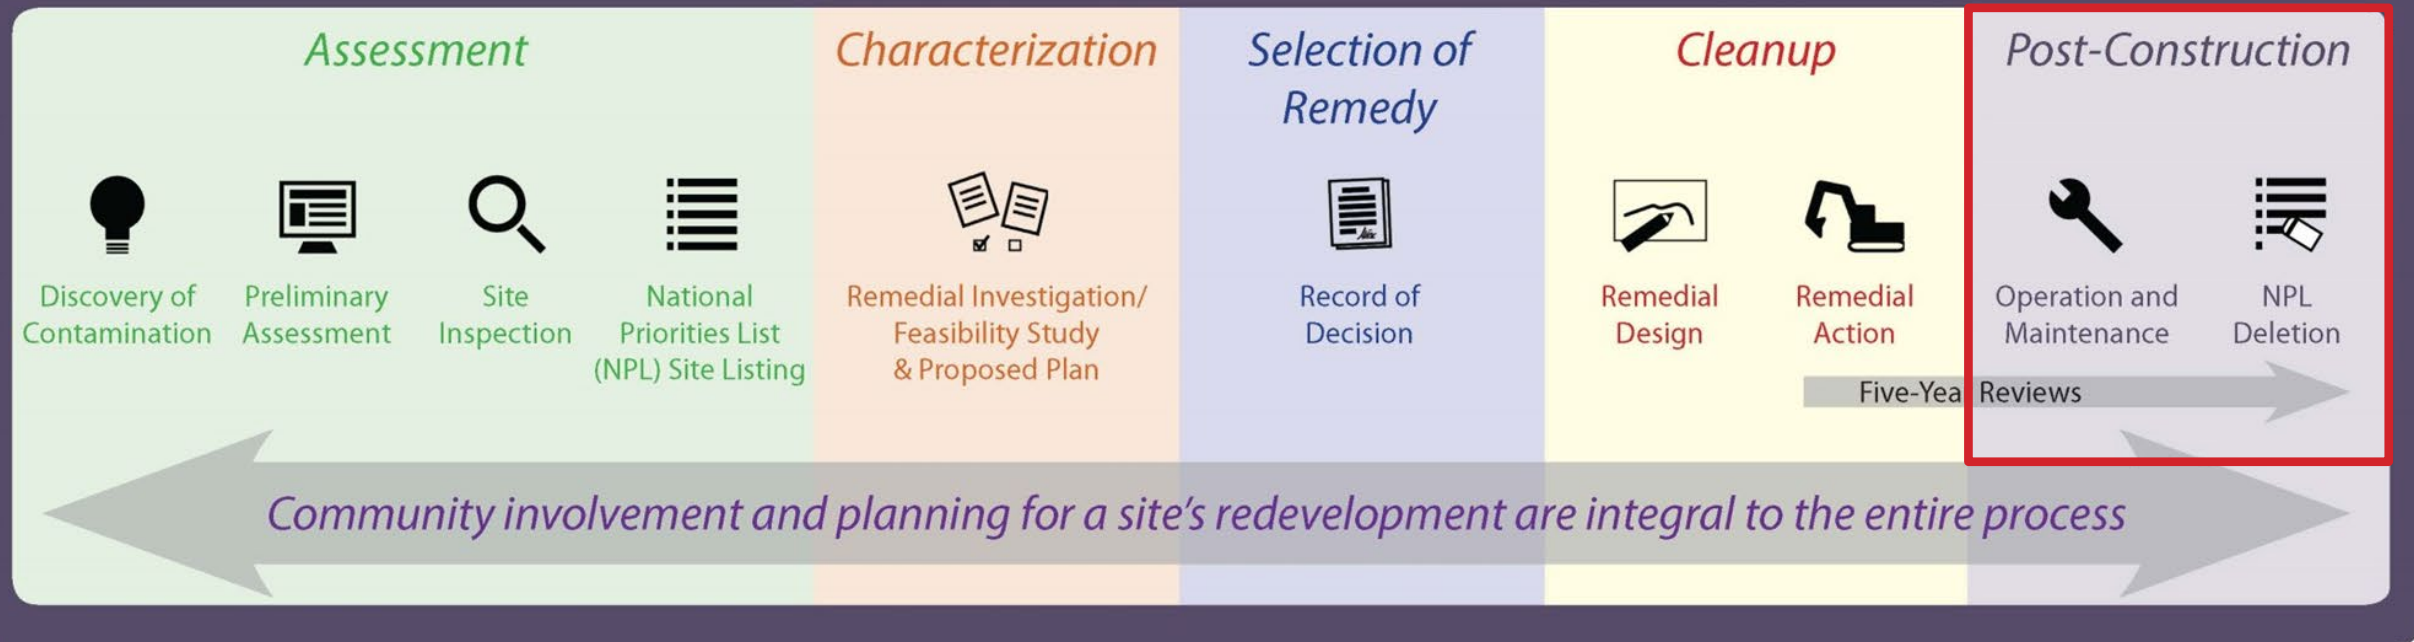 Assessment
Discovery of
Contamination
Preliminary
Assessment
Site
Inspection
National
Priorities List
(NPL) Site Listing
Characterization
Remedial Investigation/
Feasibility Study
& Proposed Plan
Selection of
Remedy
Record of
Decision
Cleanup
Remedial
Design
Remedial
Action
Post-Construction
Operation and
Maintenance
NPL
Deletion
Five-Yea Reviews
Community involvement and planning for a site's redevelopment are integral to the entire process